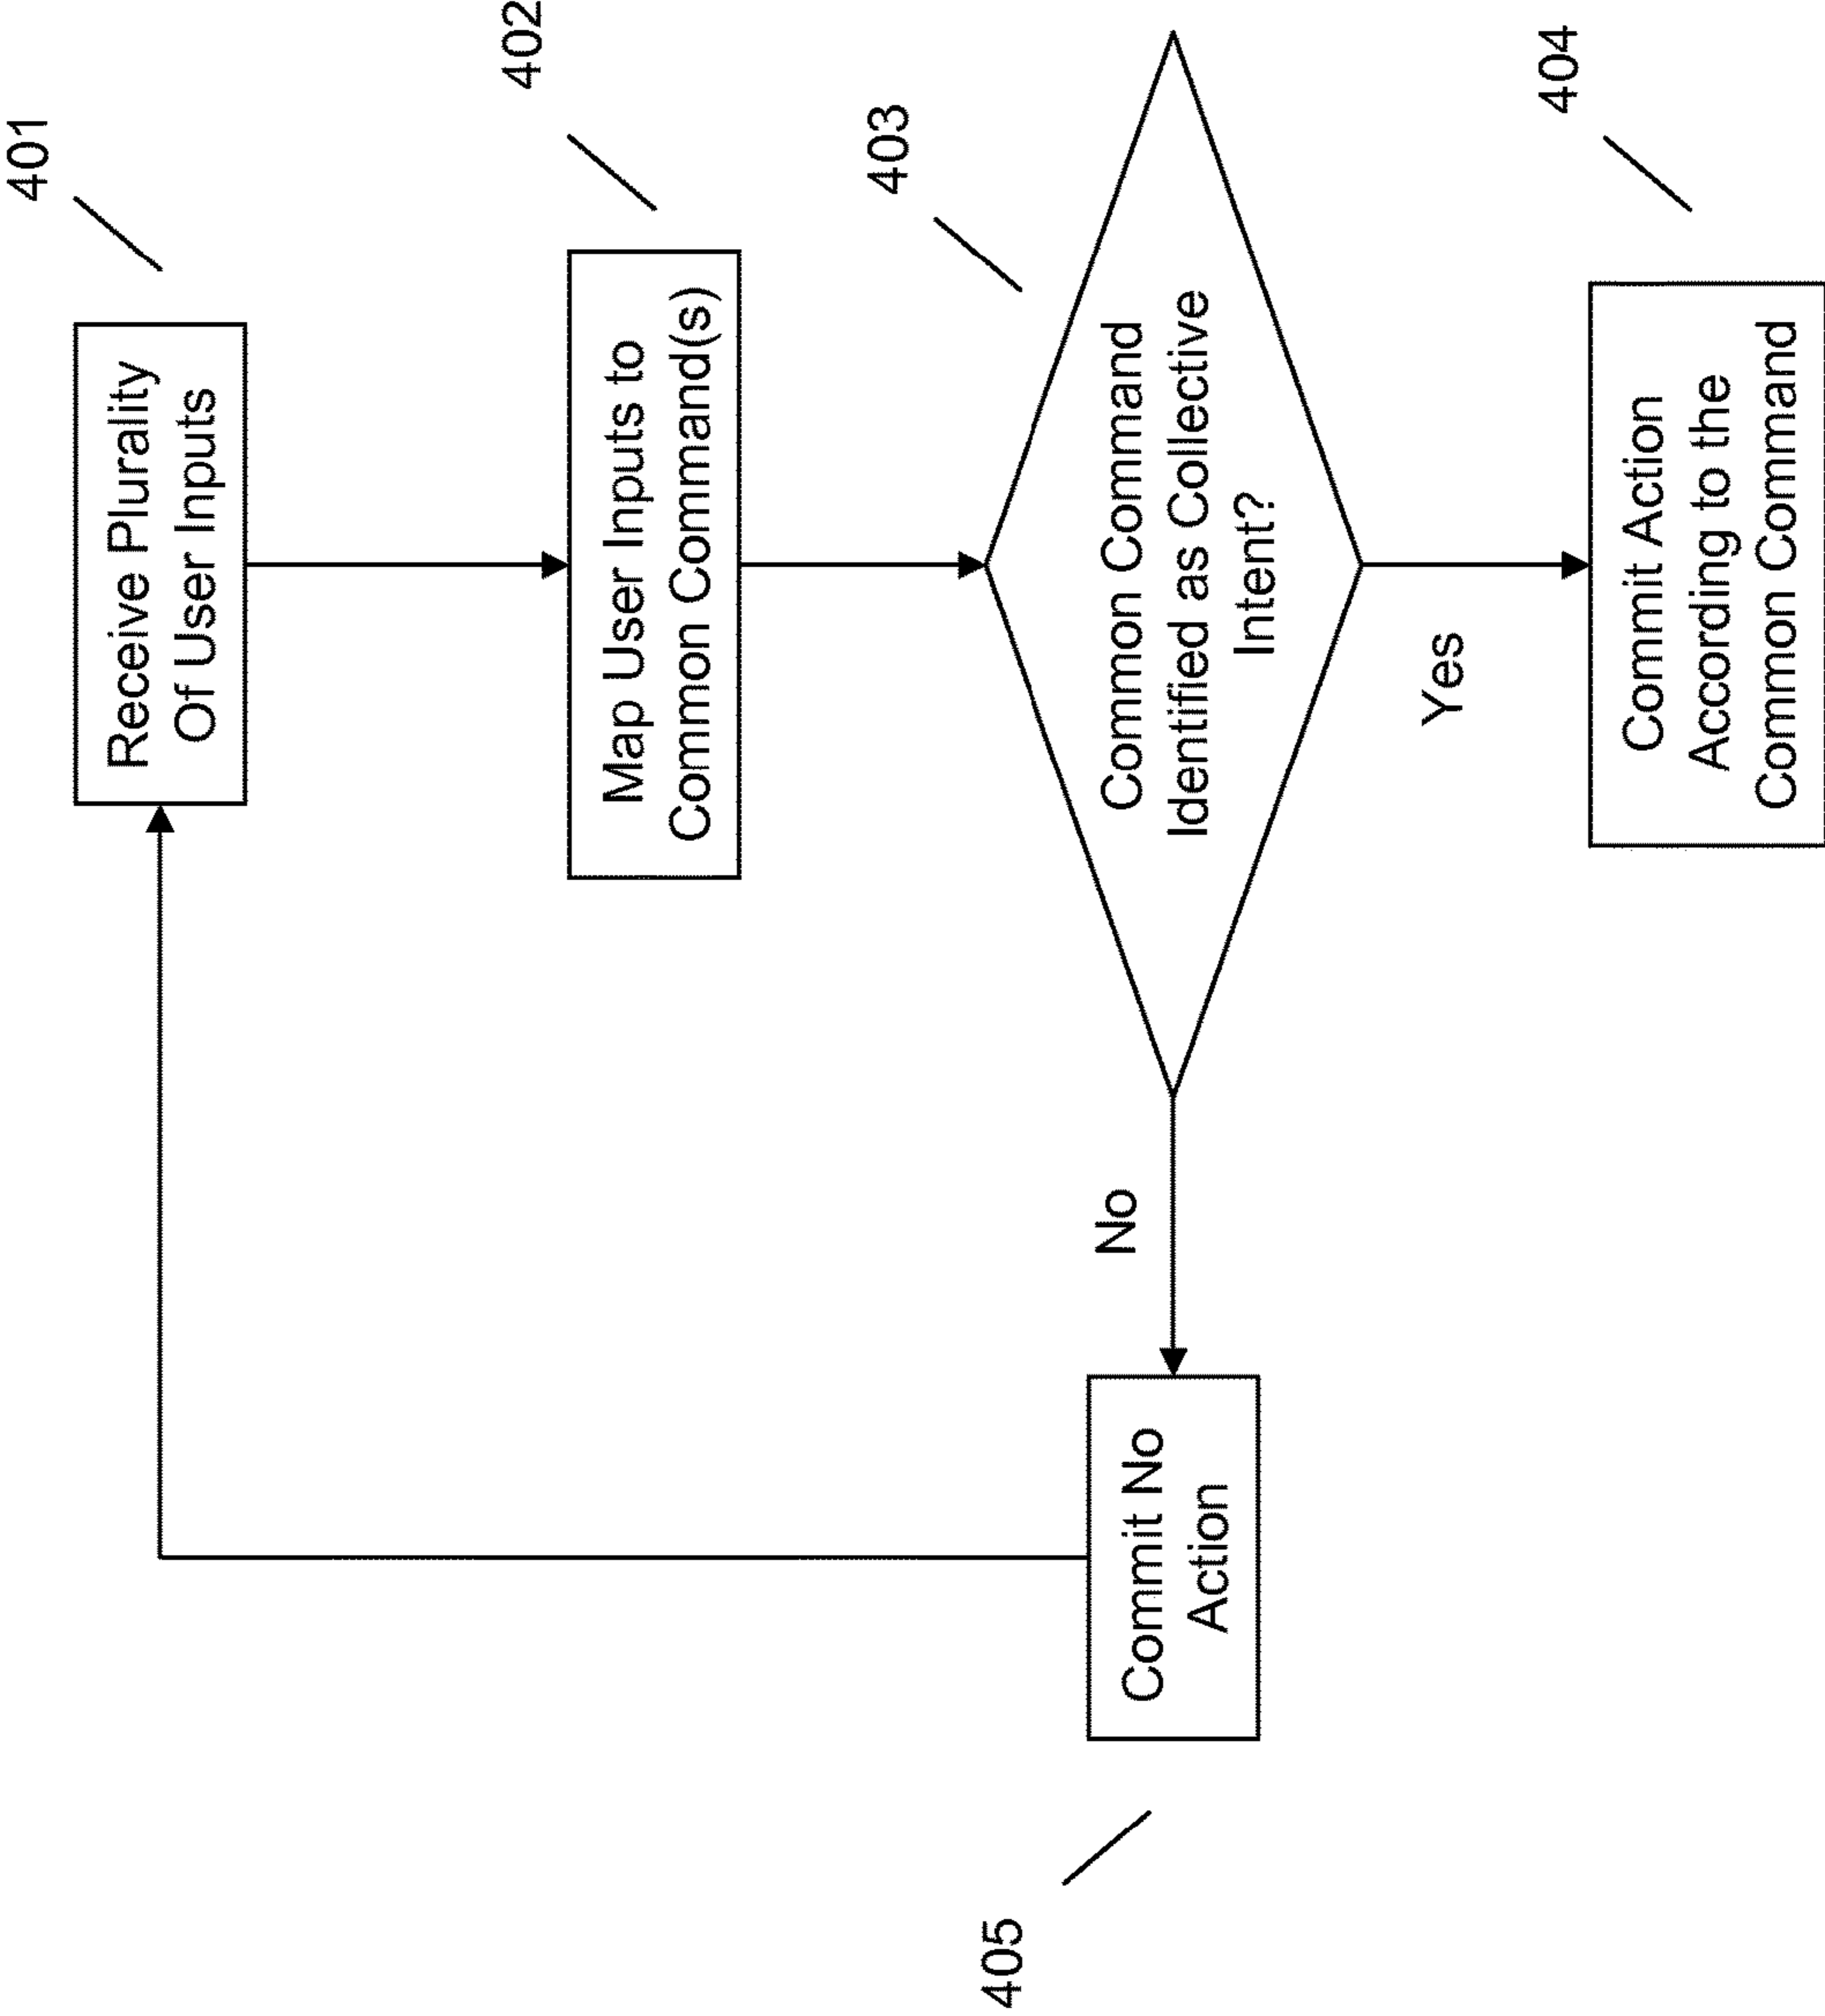 401
Receive Plurality
Of User Inputs
402
Map User Inputs to
Common Command(s)
403
Common Command
Identified as Collective
Intent?
No
Yes
405
Commit No
Action
404
Commit Action
According to the
Common Command